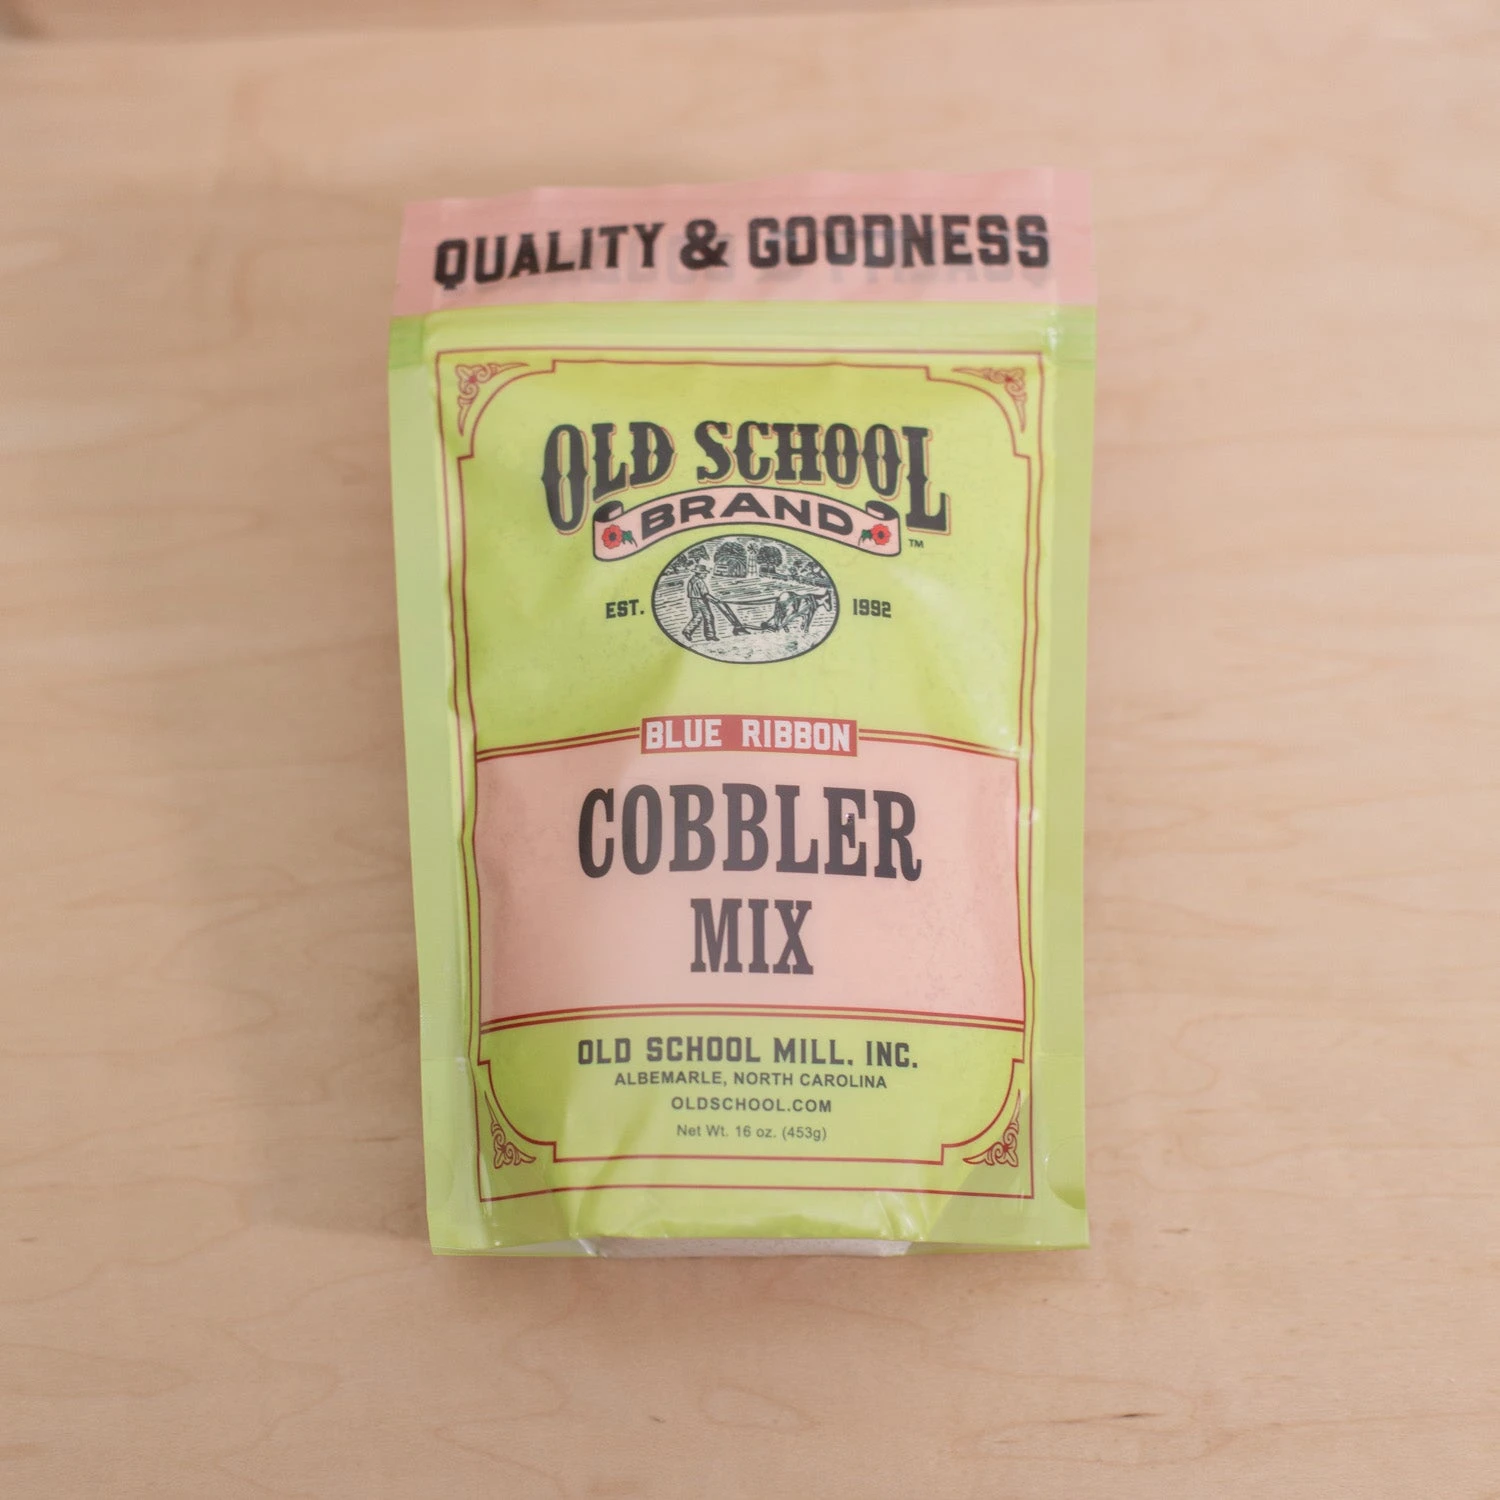 QUALITY & GOODNESS
OLD SCHOOL
BRAND
TM
EST. 1992
BLUE RIBBON
COBBLER
MIX
OLD SCHOOL MILL, INC.
ALBEMARLE, NORTH CAROLINA
OLDSCHOOL.COM
Net Wt. 16 oz. (453g)